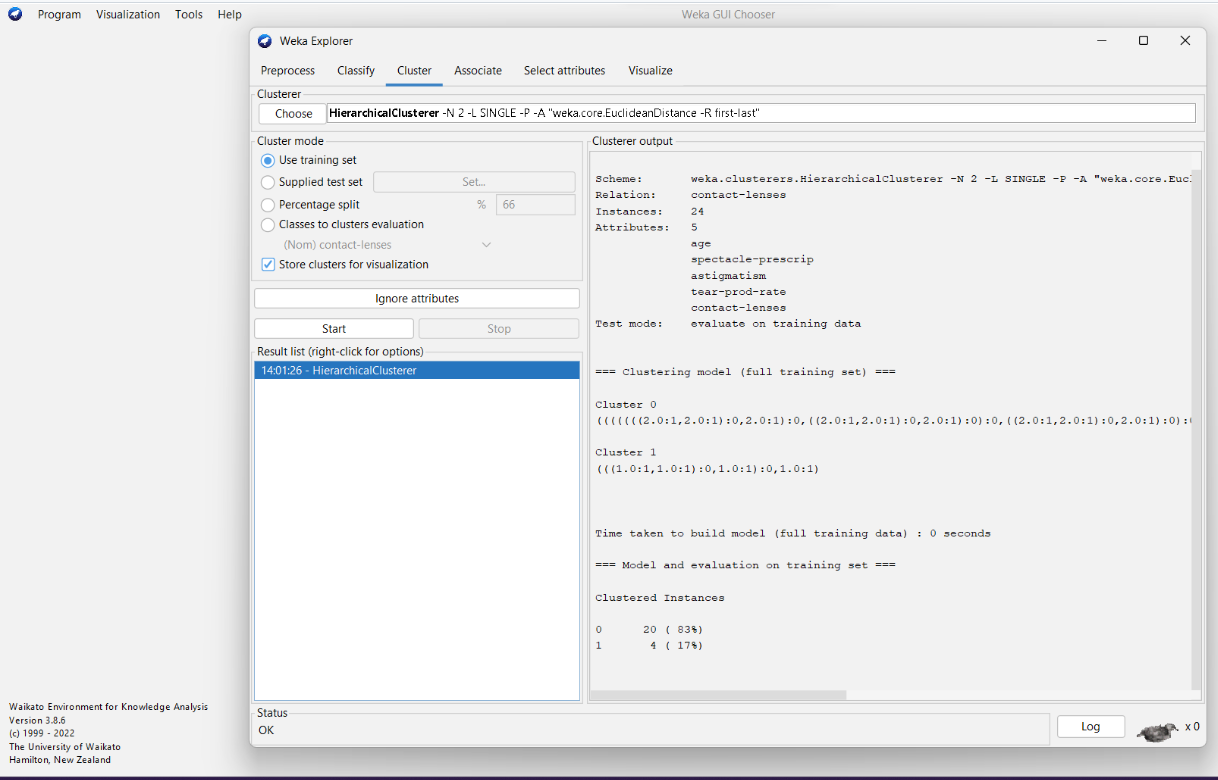 Program Visualization Tools Help Weka GUI Chooser
Weka Explorer
Preprocess Classify Cluster Associate Select attributes Visualize
Clusterer
Choose HierarchicalClusterer -N 2 -L SINGLE -P -A "weka.core.EuclideanDistance -R first-last"
Cluster mode
Use training set
Supplied test set Set...
Percentage split % 66
Classes to clusters evaluation
(Nom) contact-lenses
Store clusters for visualization
Ignore attributes
Start Stop
Result list (right-click for options)
14:01:26 - HierarchicalClusterer
Clusterer output
Scheme: weka.clusterers.HierarchicalClusterer -N 2 -L SINGLE -P -A "weka.core.Eucl
Relation: contact-lenses
Instances: 24
Attributes: 5
age
spectacle-prescrip
astigmatism
tear-prod-rate
contact-lenses
Test mode: evaluate on training data
=== Clustering model (full training set) ===
Cluster 0
(((((((2.0:1,2.0:1):0,2.0:1):0,((2.0:1,2.0:1):0,2.0:1):0):0,((2.0:1,2.0:1):0,2.0:1):0):
Cluster 1
(((1.0:1,1.0:1):0,1.0:1):0,1.0:1)
Time taken to build model (full training data) : 0 seconds
=== Model and evaluation on training set ===
Clustered Instances
0 20 ( 83%)
1 4 ( 17%)
Status
OK
Log x 0
Waikato Environment for Knowledge Analysis
Version 3.8.6
(c) 1999 - 2022
The University of Waikato
Hamilton, New Zealand